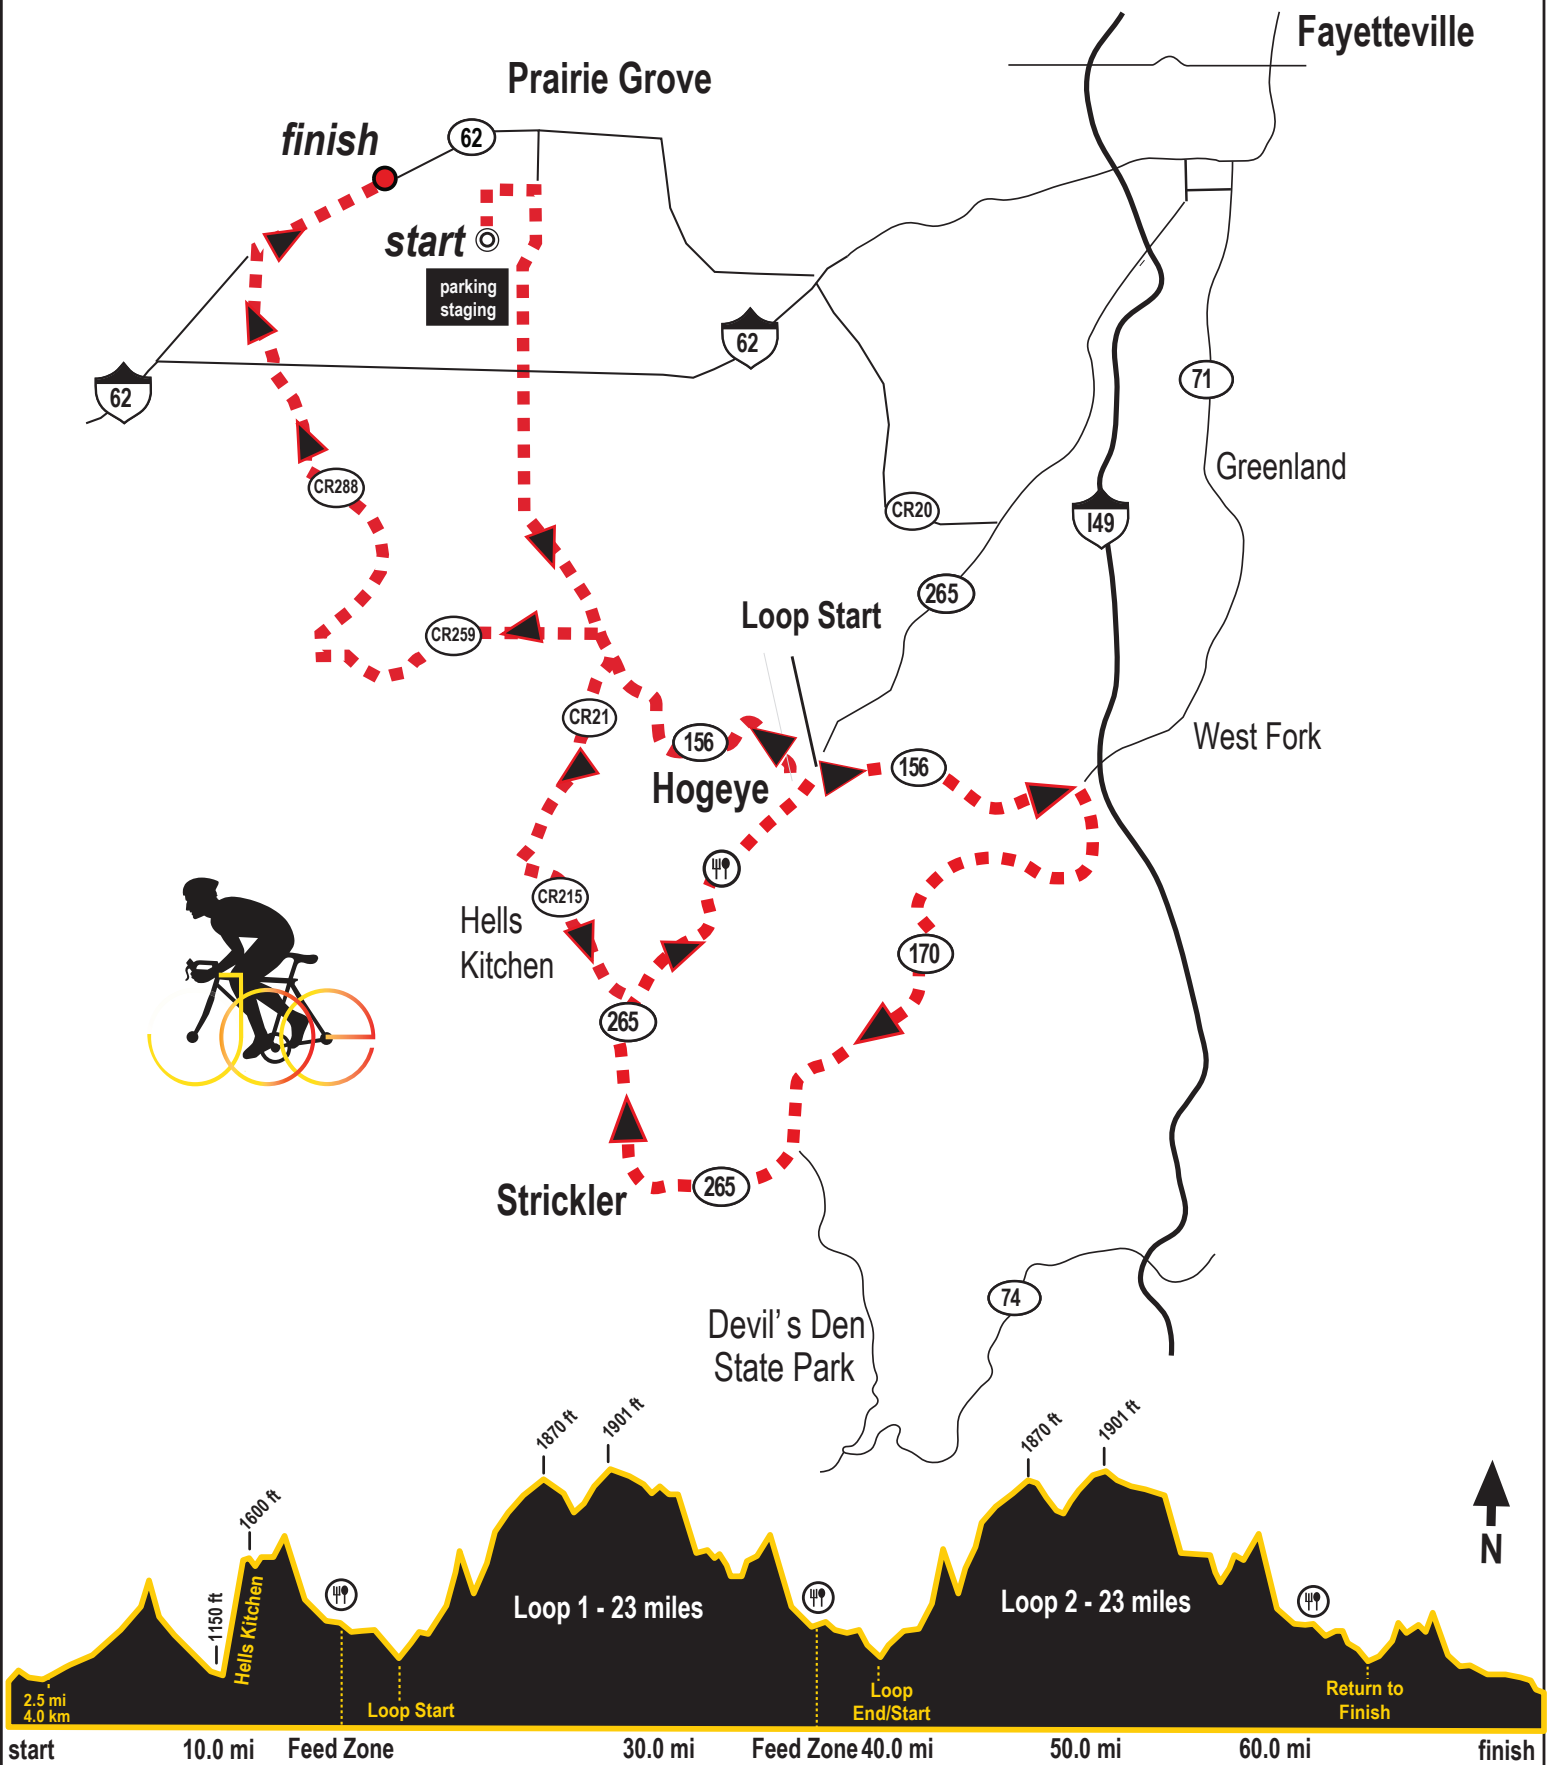 Fayetteville
Prairie Grove
finish
62
start
parking
staging
62
62
71
Greenland
CR288
CR20
I49
265
Loop Start
CR259
CR21
156
West Fork
156
Hogeye
CR215
Hells
Kitchen
170
265
Strickler
265
74
Devil' s Den
State Park
1870 ft
1901 ft
1870 ft
1901 ft
1600 ft
N
1150 ft
Hells Kitchen
Loop 1 - 23 miles
Loop 2 - 23 miles
2.5 mi
4.0 km
Loop Start
Loop
End/Start
Return to
Finish
start 10.0 mi Feed Zone 30.0 mi Feed Zone 40.0 mi 50.0 mi 60.0 mi finish